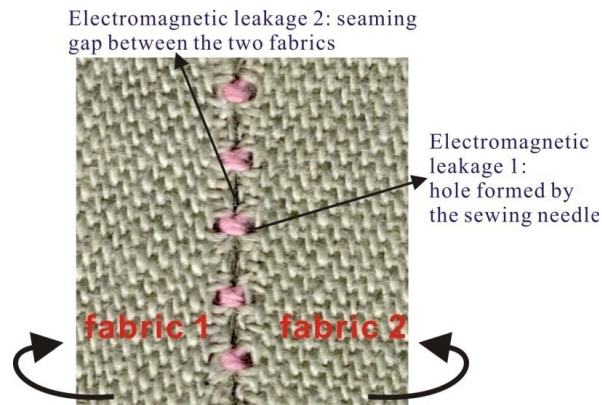 Electromagnetic leakage 2: seaming
gap between the two fabrics
Electromagnetic
leakage 1:
hole formed by
the sewing needle
fabric 1 fabric 2